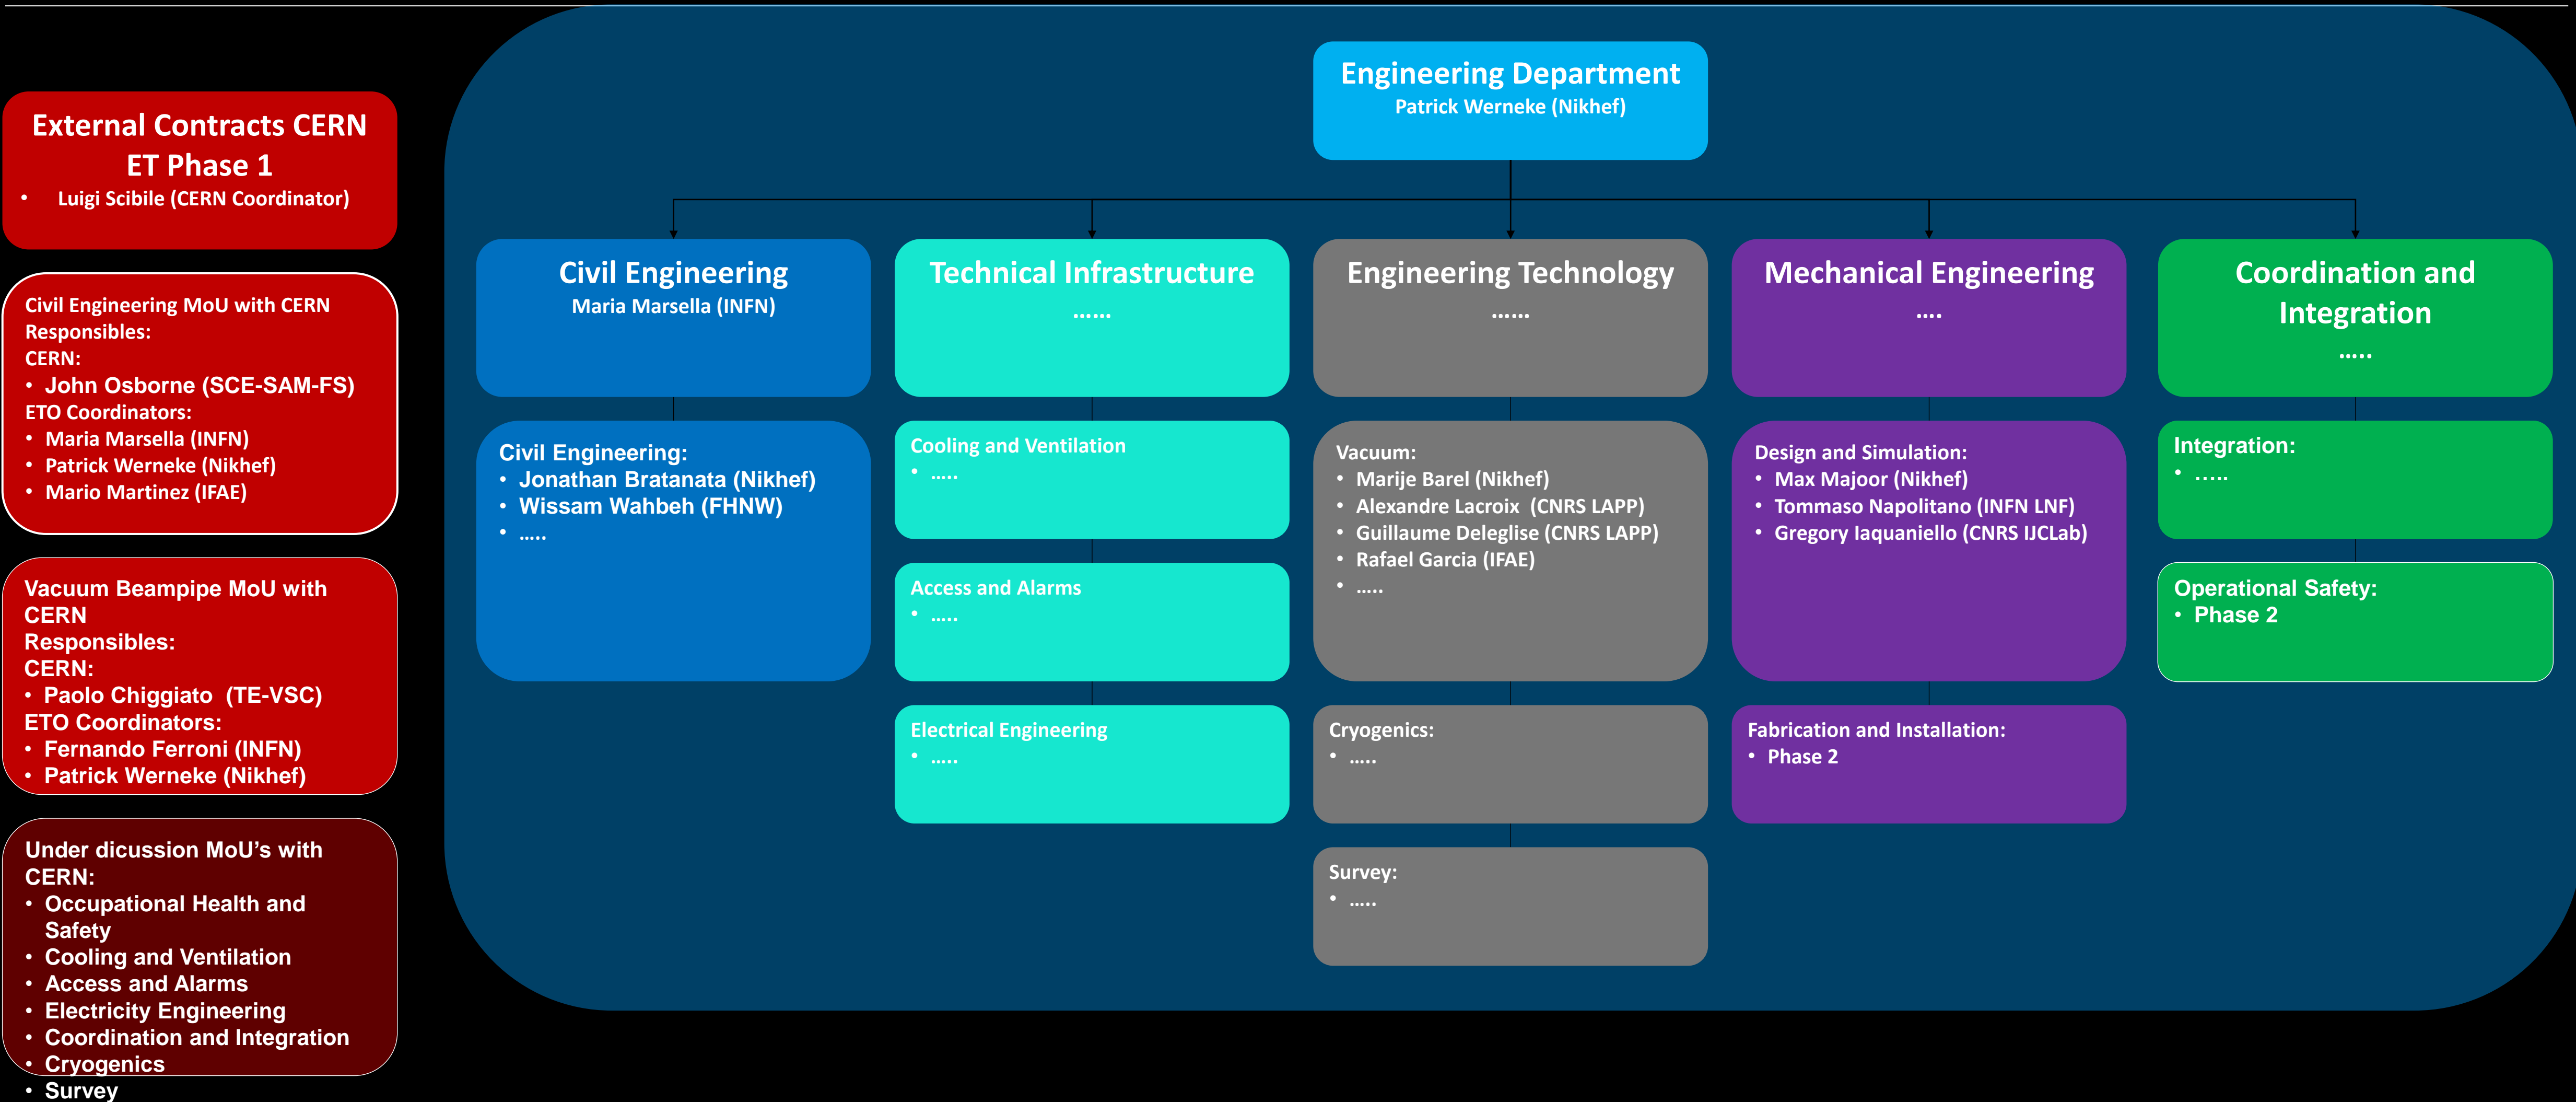 External Contracts CERN
ET Phase 1
• Luigi Scibile (CERN Coordinator)
Civil Engineering MoU with CERN
Responsibles:
CERN:
• John Osborne (SCE-SAM-FS)
ETO Coordinators:
• Maria Marsella (INFN)
• Patrick Werneke (Nikhef)
• Mario Martinez (IFAE)
Vacuum Beampipe MoU with
CERN
Responsibles:
CERN:
• Paolo Chiggiato (TE-VSC)
ETO Coordinators:
• Fernando Ferroni (INFN)
• Patrick Werneke (Nikhef)
Under dicussion MoU’s with
CERN:
• Occupational Health and
Safety
• Cooling and Ventilation
• Access and Alarms
• Electricity Engineering
• Coordination and Integration
• Cryogenics
• Survey
Engineering Department
Patrick Werneke (Nikhef)
Civil Engineering
Maria Marsella (INFN)
Civil Engineering:
• Jonathan Bratanata (Nikhef)
• Wissam Wahbeh (FHNW)
• .....
Technical Infrastructure
......
Cooling and Ventilation
• .....
Access and Alarms
• .....
Electrical Engineering
• .....
Engineering Technology
......
Vacuum:
• Marije Barel (Nikhef)
• Alexandre Lacroix (CNRS LAPP)
• Guillaume Deleglise (CNRS LAPP)
• Rafael Garcia (IFAE)
• .....
Cryogenics:
• .....
Survey:
• .....
Mechanical Engineering
....
Design and Simulation:
• Max Majoor (Nikhef)
• Tommaso Napolitano (INFN LNF)
• Gregory Iaquaniello (CNRS IJCLab)
Fabrication and Installation:
• Phase 2
Coordination and
Integration
.....
Integration:
• .....
Operational Safety:
• Phase 2